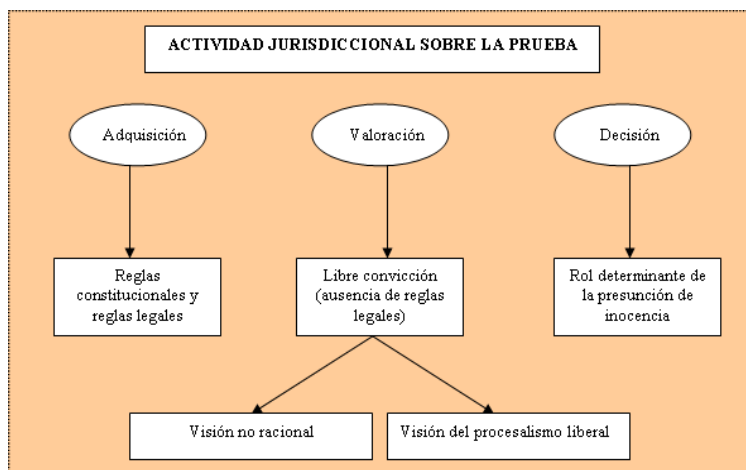 ACTIVIDAD JURISDICCIONAL SOBRE LA PRUEBA
Adquisición
Valoración
Decisión
Reglas
constitucionales y
reglas legales
Libre convicción
(ausencia de reglas
legales)
Rol determinante de
la presunción de
inocencia
Visión no racional
Visión del procesalismo liberal